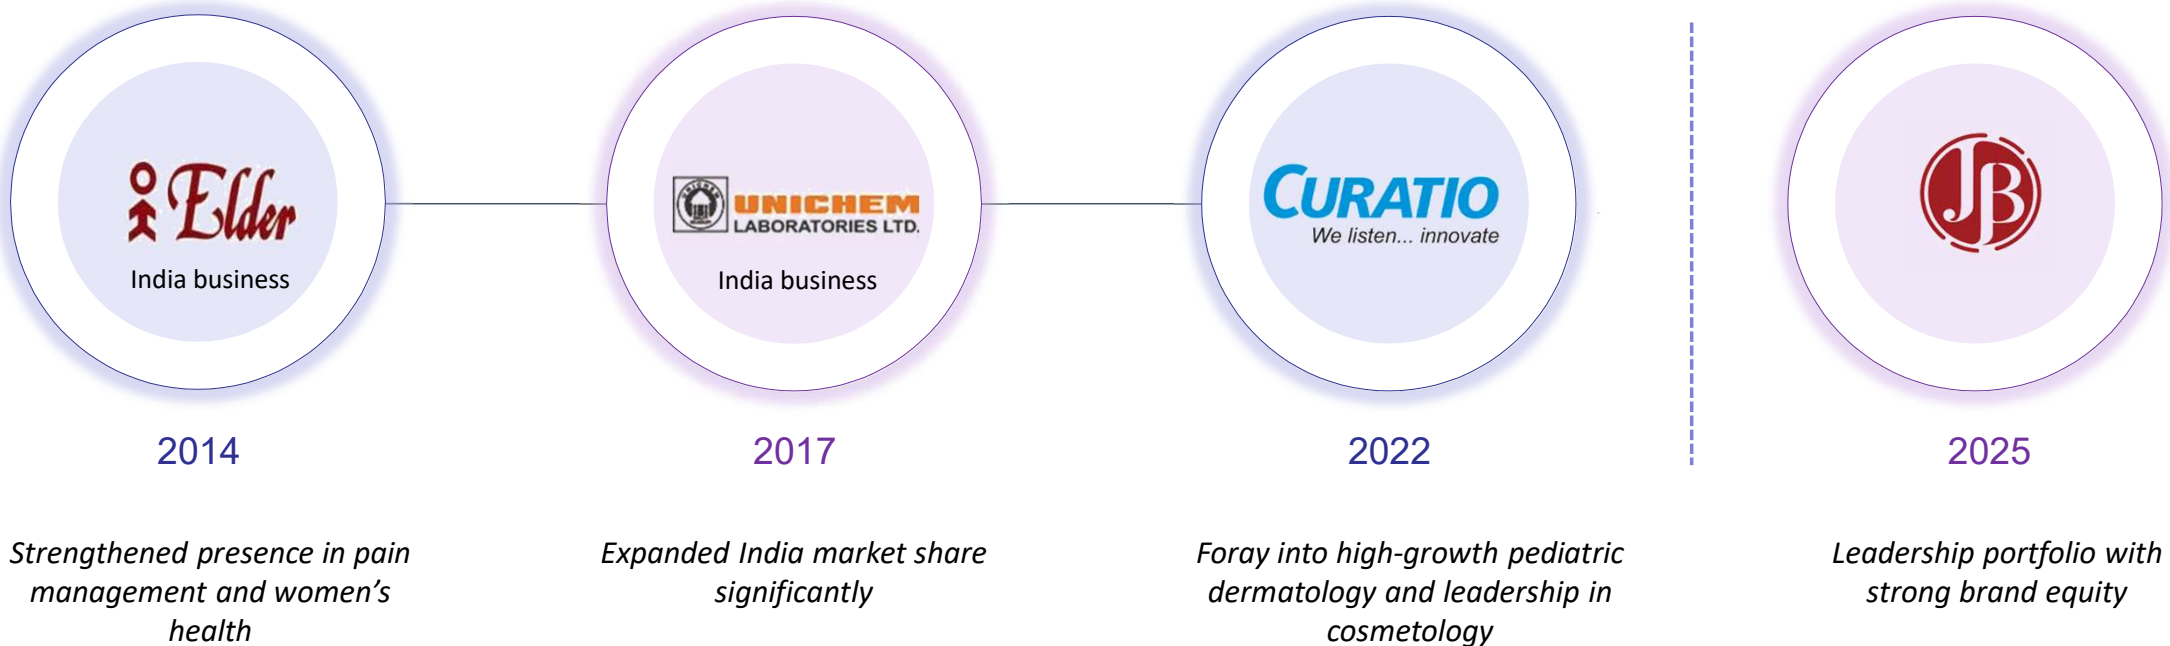 Elder
India business
2014
Strengthened presence in pain
management and women’s
health
UNICHEM
LABORATORIES LTD.
India business
2017
Expanded India market share
significantly
CURATIO
We listen... innovate
2022
Foray into high-growth pediatric
dermatology and leadership in
cosmetology
JB
2025
Leadership portfolio with
strong brand equity